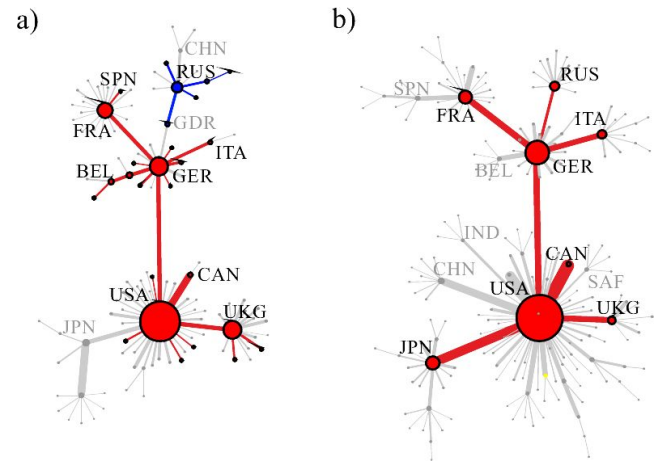 a)
CHN
RUS
SPN
FRA
GDR
ITA
BEL
GER
CAN
USA
UKG
JPN
b)
SPN
RUS
FRA
ITA
BEL
GER
IND
CAN
CHN
USA
SAF
UKG
JPN